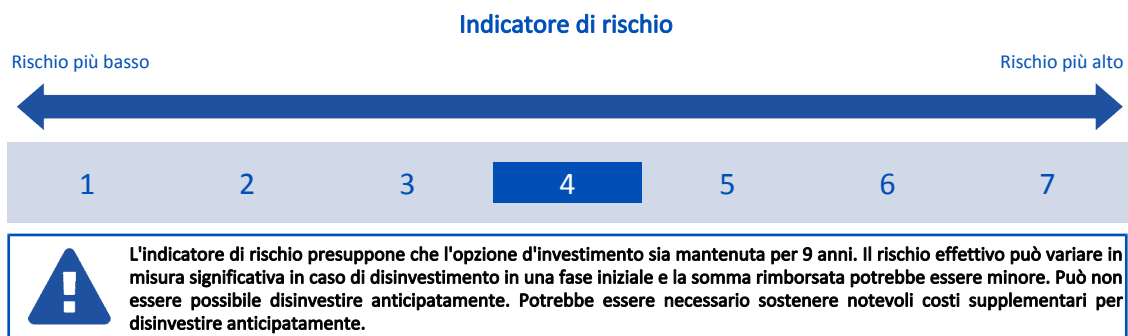 Indicatore di rischio
Rischio più basso
Rischio più alto
1 2 3 4 5 6 7
L'indicatore di rischio presuppone che l'opzione d'investimento sia mantenuta per 9 anni. Il rischio effettivo può variare in
misura significativa in caso di disinvestimento in una fase iniziale e la somma rimborsata potrebbe essere minore. Può non
essere possibile disinvestire anticipatamente. Potrebbe essere necessario sostenere notevoli costi supplementari per
disinvestire anticipatamente.